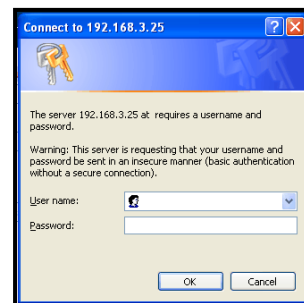 Connect to 192.168.3.25
The server 192.168.3.25 at requires a username and
password.
Warning: This server is requesting that your username and
password be sent in an insecure manner (basic authentication
without a secure connection).
User name:
Password:
OK Cancel